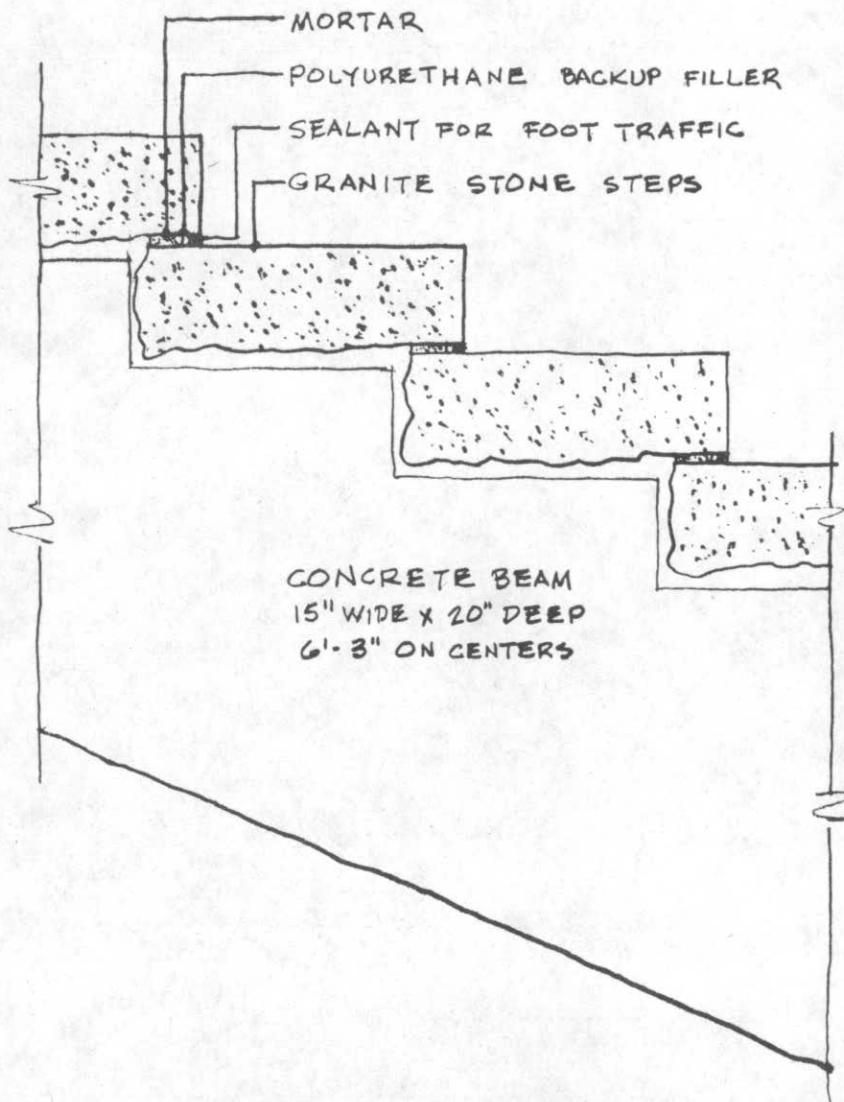 MORTAR
POLYURETHANE BACKUP FILLER
SEALANT FOR FOOT TRAFFIC
GRANITE STONE STEPS
CONCRETE BEAM
15" WIDE X 20" DEEP
6'-3" ON CENTERS